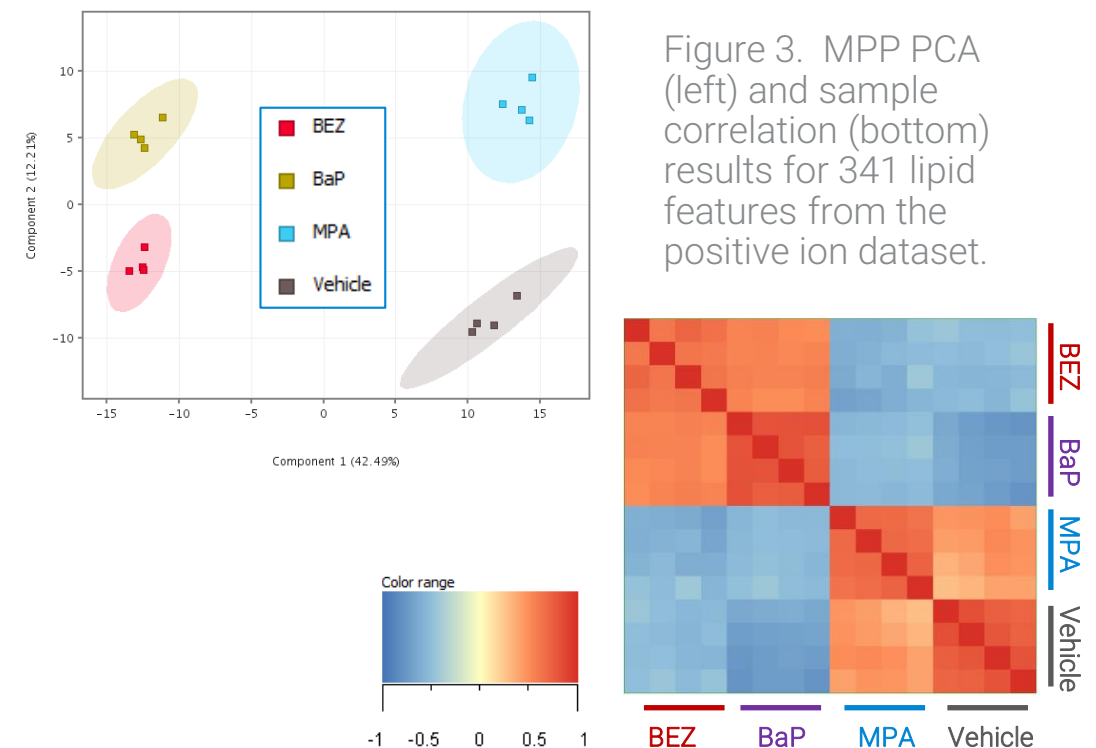 Figure 3.  MPP PCA
(left) and sample
correlation (bottom)
results for 341 lipid
features from the
positive ion dataset.
Component 2 (12.21%)
10
5
0
−5
−10
−15
−10
−5
0
5
10
15
Component 1 (42.49%)
BEZ
BaP
MPA
Vehicle
Color range
-1
-0.5
0
0.5
1
BEZ
BaP
MPA
Vehicle
BEZ
BaP
MPA
Vehicle